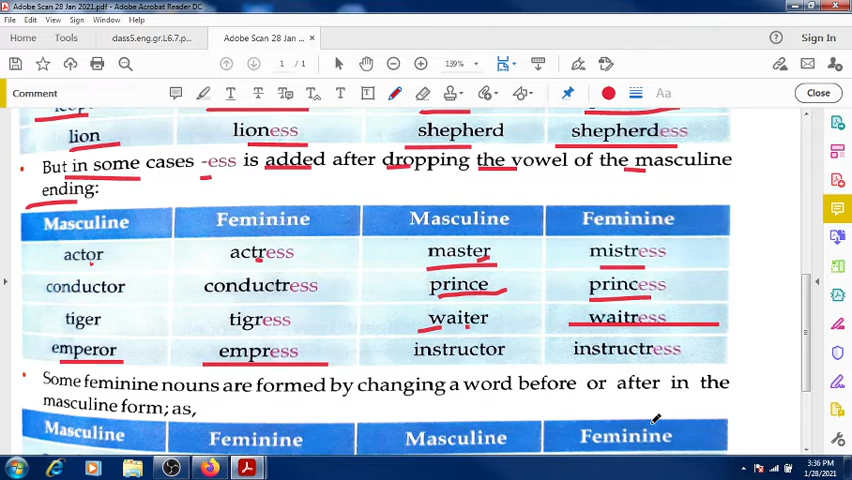 Adobe Scan 28 Jan 2021.pdf - Adobe Acrobat Reader DC
File Edit View Sign Window Help
Home Tools class5.en.gr.L6.7.p... Adobe Scan 28 Jan ... × Sign In
1 / 1 139%
Comment Aa Close
lion lioness shepherd shepherdess
• But in some cases -ess is added after dropping the vowel of the masculine
ending:
Masculine Feminine Masculine Feminine
actor actress master mistress
conductor conductress prince princess
tiger tigress waiter waitress
emperor empress instructor instructress
• Some feminine nouns are formed by changing a word before or after in the
masculine form; as,
Masculine Feminine Masculine Feminine
3:36 PM
1/28/2021